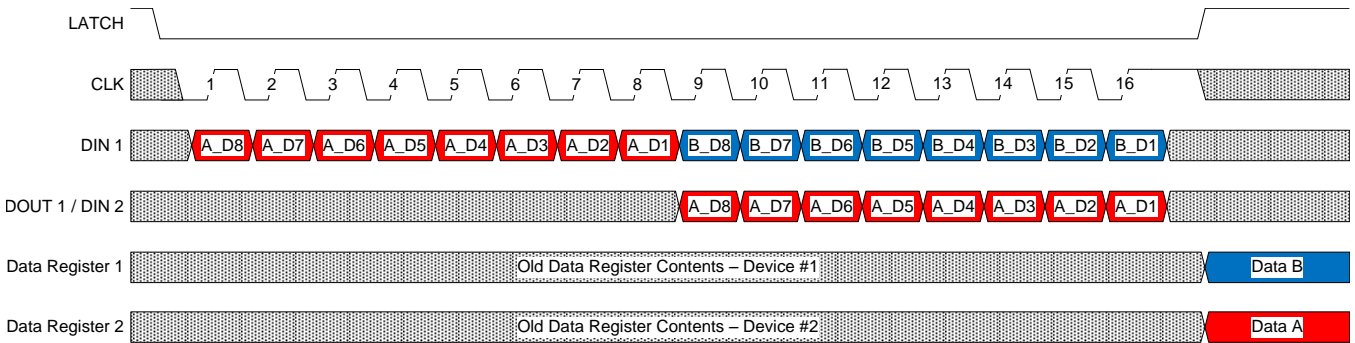 LATCH
CLK 1 2 3 4 5 6 7 8 9 10 11 12 13 14 15 16
DIN 1 A_D8 A_D7 A_D6 A_D5 A_D4 A_D3 A_D2 A_D1 B_D8 B_D7 B_D6 B_D5 B_D4 B_D3 B_D2 B_D1
DOUT 1 / DIN 2 A_D8 A_D7 A_D6 A_D5 A_D4 A_D3 A_D2 A_D1
Data Register 1 Old Data Register Contents – Device #1 Data B
Data Register 2 Old Data Register Contents – Device #2 Data A